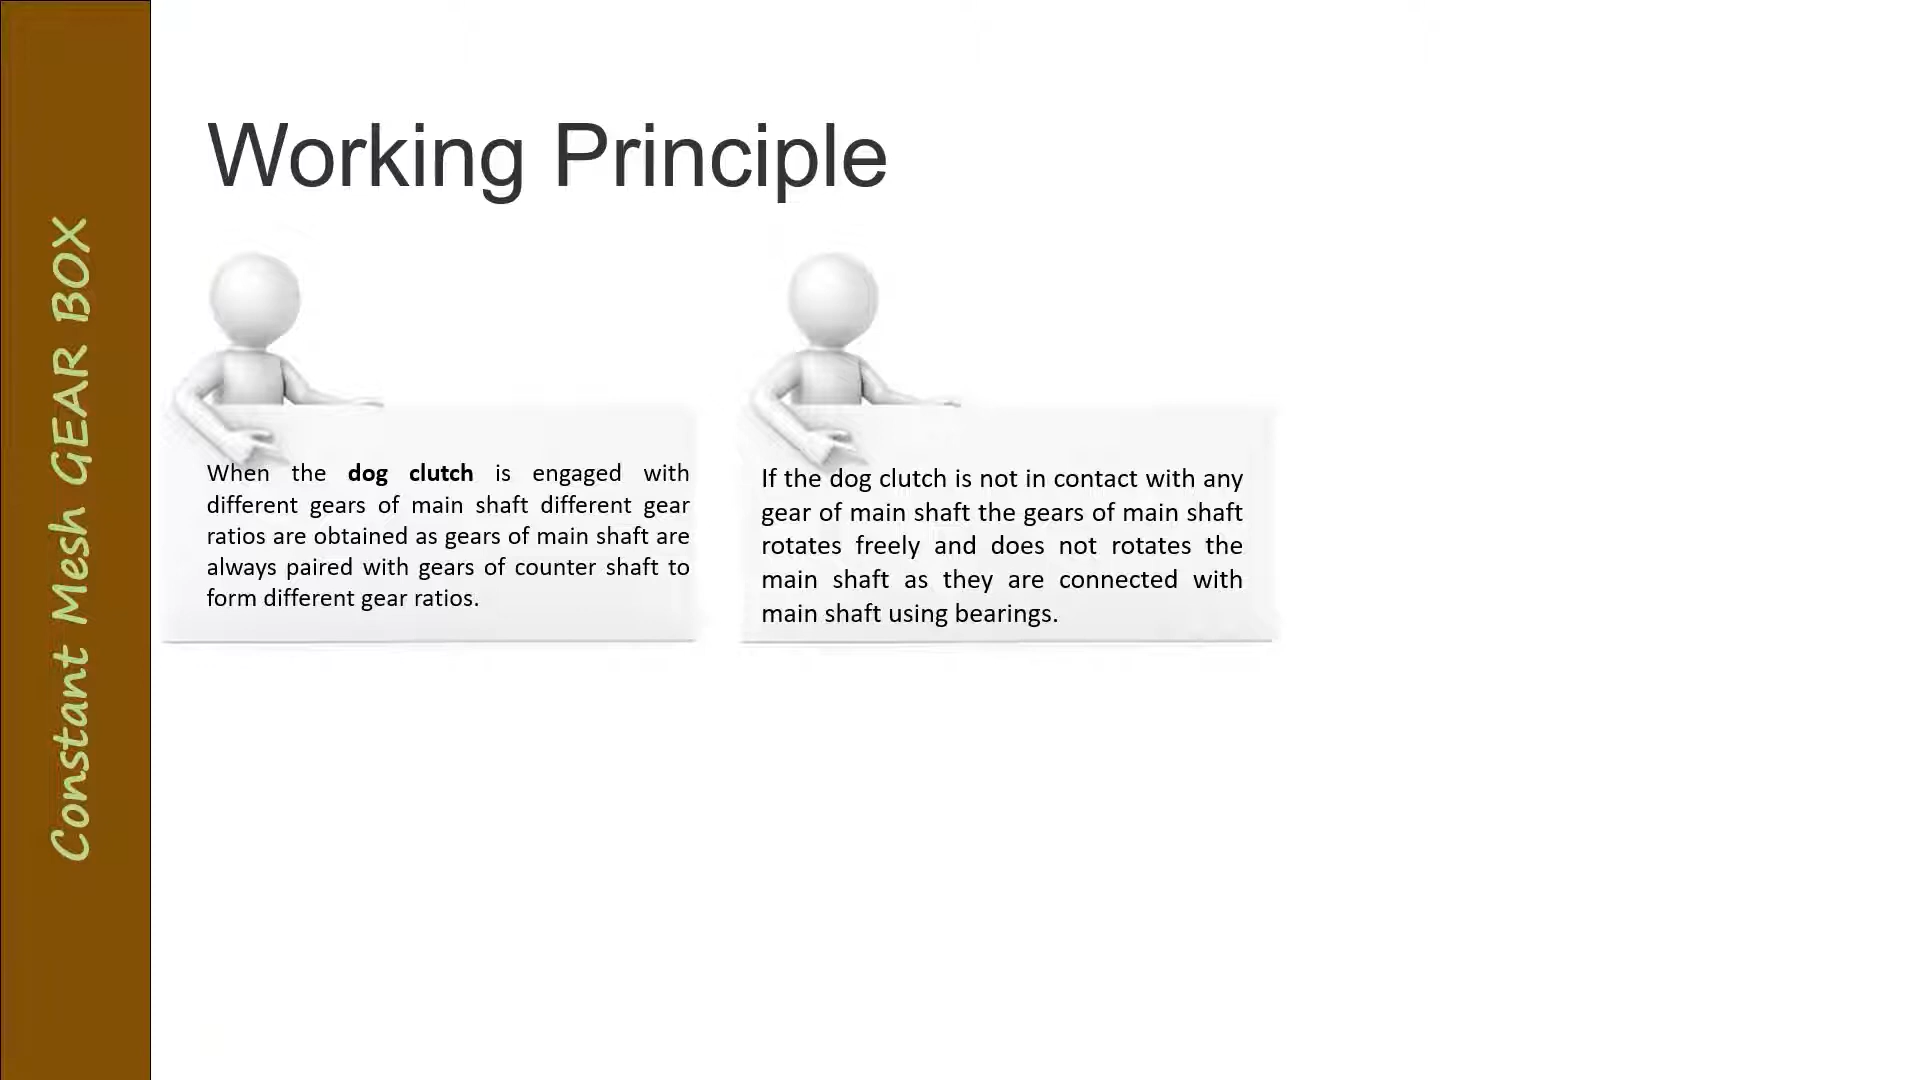 Constant Mesh GEAR BOX
Working Principle
When the dog clutch is engaged with
different gears of main shaft different gear
ratios are obtained as gears of main shaft are
always paired with gears of counter shaft to
form different gear ratios.
If the dog clutch is not in contact with any
gear of main shaft the gears of main shaft
rotates freely and does not rotates the
main shaft as they are connected with
main shaft using bearings.